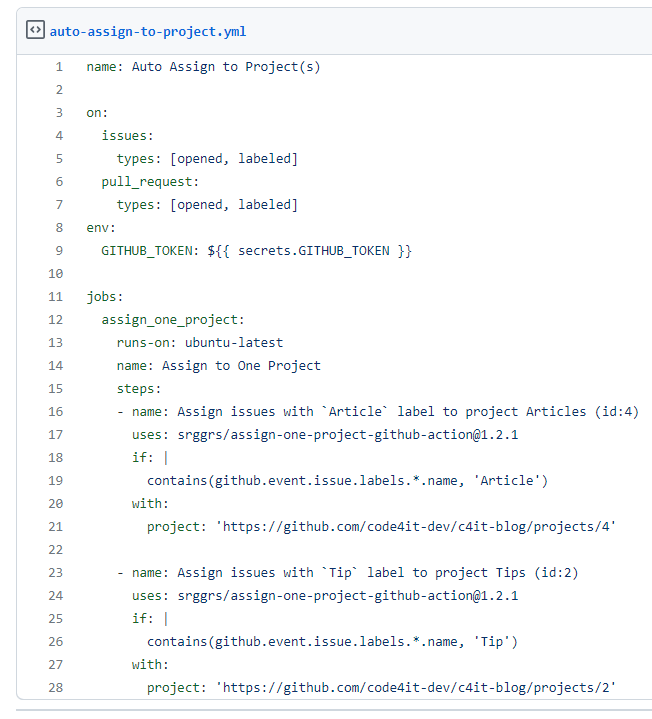 auto-assign-to-project.yml
1 name: Auto Assign to Project(s)
2
3 on:
4   issues:
5     types: [opened, labeled]
6   pull_request:
7     types: [opened, labeled]
8 env:
9   GITHUB_TOKEN: ${{ secrets.GITHUB_TOKEN }}
10
11 jobs:
12   assign_one_project:
13     runs-on: ubuntu-latest
14     name: Assign to One Project
15     steps:
16     - name: Assign issues with `Article` label to project Articles (id:4)
17       uses: srggrs/assign-one-project-github-action@1.2.1
18       if: |
19         contains(github.event.issue.labels.*.name, 'Article')
20       with:
21         project: 'https://github.com/code4it-dev/c4it-blog/projects/4'
22
23     - name: Assign issues with `Tip` label to project Tips (id:2)
24       uses: srggrs/assign-one-project-github-action@1.2.1
25       if: |
26         contains(github.event.issue.labels.*.name, 'Tip')
27       with:
28         project: 'https://github.com/code4it-dev/c4it-blog/projects/2'